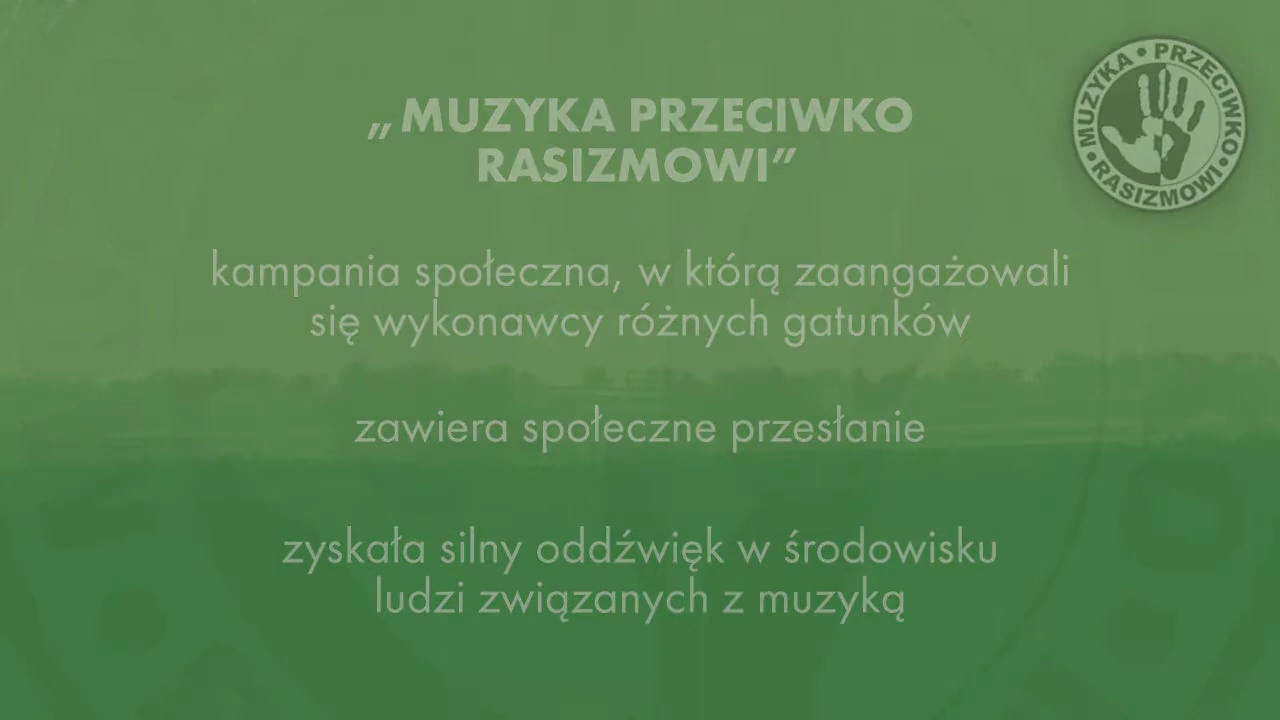 „MUZYKA PRZECIWKO
RASIZMOWI”
MUZYKA • PRZECIWKO • RASIZMOWI •
kampania społeczna, w którą zaangażowali
się wykonawcy różnych gatunków
zawiera społeczne przesłanie
zyskała silny oddźwięk w środowisku
ludzi związanych z muzyką